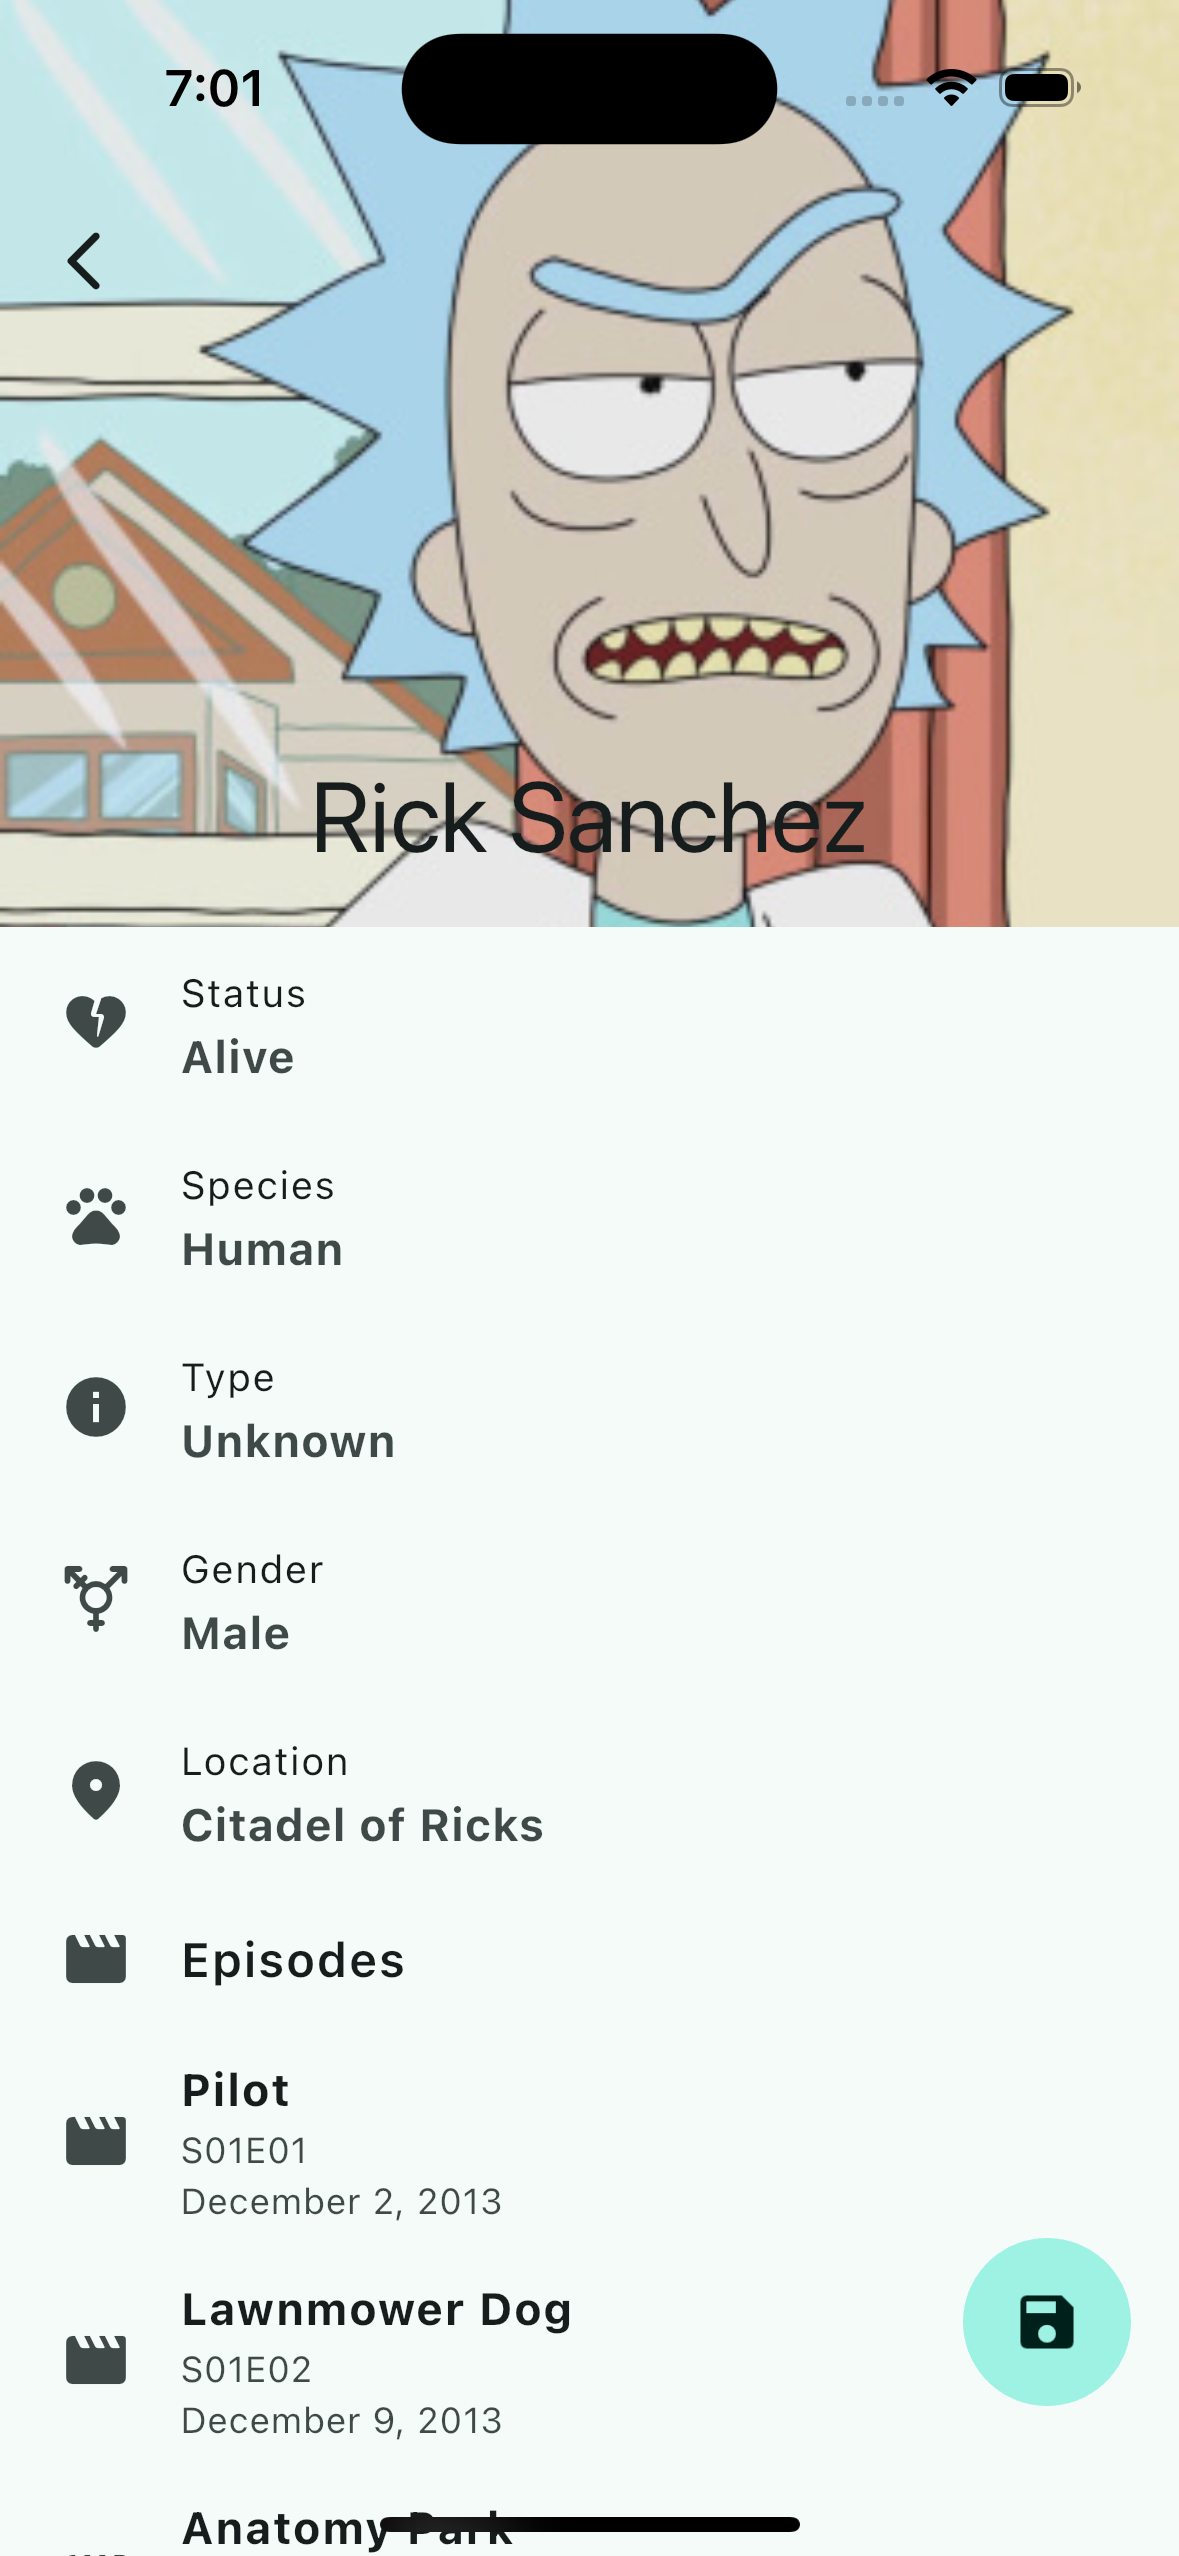 7:01
Rick Sanchez
Status
Alive
Species
Human
Type
Unknown
Gender
Male
Location
Citadel of Ricks
Episodes
Pilot
S01E01
December 2, 2013
Lawnmower Dog
S01E02
December 9, 2013
Anatomy Park